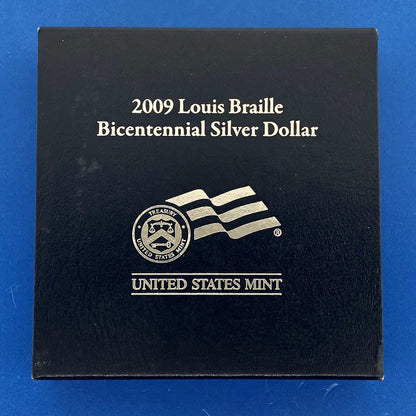 2009 Louis Braille
Bicentennial Silver Dollar
TREASURY
UNITED STATES MINT
®
UNITED STATES MINT